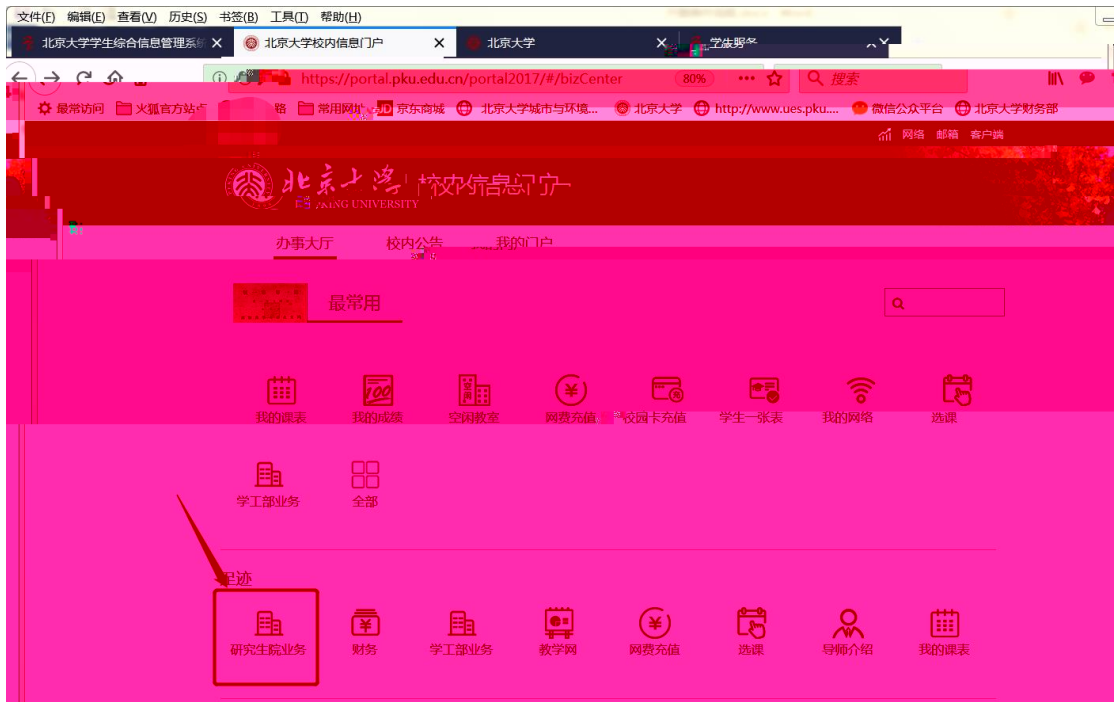 文件(F) 编辑(E) 查看(V) 历史(S) 书签(B) 工具(T) 帮助(H)
北京大学学生综合信息管理系统 北京大学校内信息门户 北京大学
https://portal.pku.edu.cn/portal2017/#/bizCenter 80% 搜索
最常访问 火狐官方站点 常用网址 JD 京东商城 北京大学城市与环境... 北京大学 http://www.ues.pku.... 微信公众平台 北京大学财务部
网络 邮箱 客户端
北京大学 校内信息门户
办事大厅 校内公告 我的门户
最常用
我的课表 我的成绩 空闲教室 网费充值 校园卡充值 学生一张表 我的网络 选课
学工部业务 全部
足迹
研究生院业务 财务 学工部业务 教学网 网费充值 选课 导师介绍 我的课表